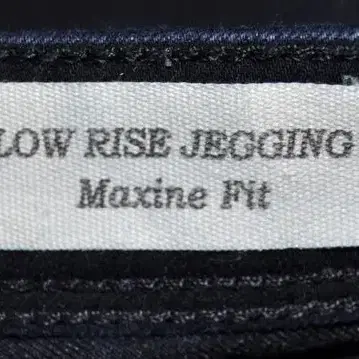 LOW RISE JEGGING
Maxine Fit